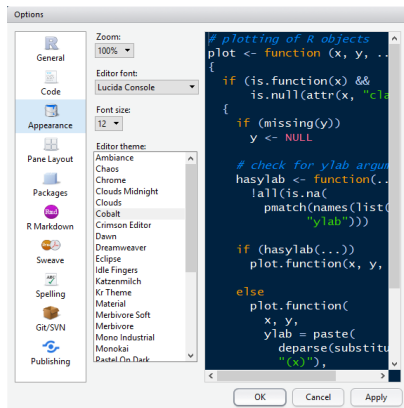 Options
General
Code
Appearance
Pane Layout
Packages
Rmd
R Markdown
Sweave
ABC
Spelling
Git/SVN
Publishing
Zoom:
100%
Editor font:
Lucida Console
Font size:
12
Editor theme:
Ambiance
Chaos
Chrome
Clouds Midnight
Clouds
Cobalt
Crimson Editor
Dawn
Dreamweaver
Eclipse
Idle Fingers
Katzenmilch
Kr Theme
Material
Merbivore Soft
Merbivore
Mono Industrial
Monokai
Pastel On Dark
# plotting of R objects
plot <- function (x, y, ..
{
  if (is.function(x) &&
      is.null(attr(x, "cla
  {
    if (missing(y))
      y <- NULL
    # check for ylab argum
    hasylab <- function(..
      !all(is.na(
        pmatch(names(list(
            "ylab")))
    if (hasylab(...))
      plot.function(x, y,
    else
      plot.function(
        x, y,
        ylab = paste(
          deparse(substitu
          "(x)"),
OK
Cancel
Apply